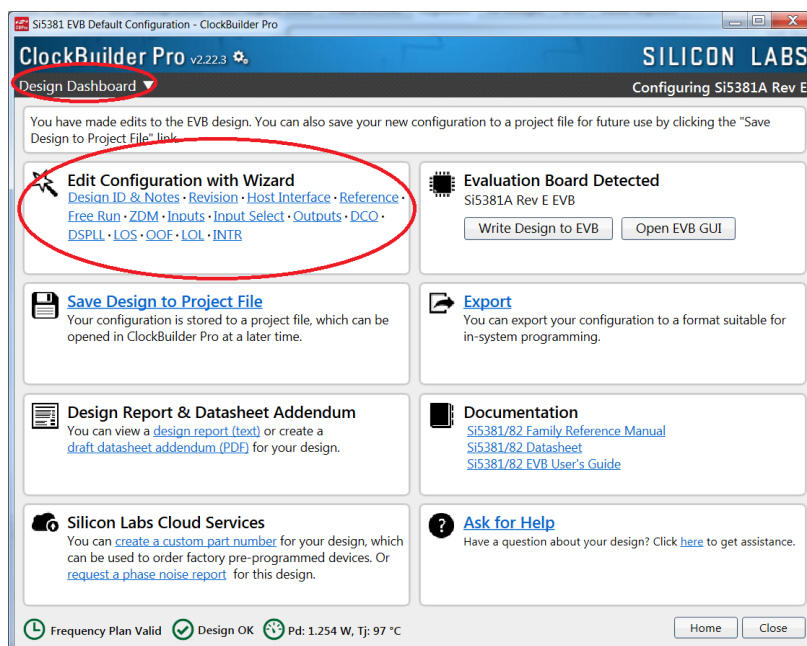 Si5381 EVB Default Configuration - ClockBuilder Pro
ClockBuilder Pro v2.22.3
SILICON LABS
Design Dashboard ▼
Configuring Si5381A Rev E
You have made edits to the EVB design. You can also save your new configuration to a project file for future use by clicking the "Save
Design to Project File" link.
Edit Configuration with Wizard
Design ID & Notes · Revision · Host Interface · Reference ·
Free Run · ZDM · Inputs · Input Select · Outputs · DCO ·
DSPLL · LOS · OOF · LOL · INTR
Evaluation Board Detected
Si5381A Rev E EVB
Write Design to EVB
Open EVB GUI
Save Design to Project File
Your configuration is stored to a project file, which can be
opened in ClockBuilder Pro at a later time.
Export
You can export your configuration to a format suitable for
in-system programming.
Design Report & Datasheet Addendum
You can view a design report (text) or create a
draft datasheet addendum (PDF) for your design.
Documentation
Si5381/82 Family Reference Manual
Si5381/82 Datasheet
Si5381/82 EVB User's Guide
Silicon Labs Cloud Services
You can create a custom part number for your design, which
can be used to order factory pre-programmed devices. Or
request a phase noise report for this design.
Ask for Help
Have a question about your design? Click here to get assistance.
Frequency Plan Valid
Design OK
Pd: 1.254 W, Tj: 97 °C
Home
Close